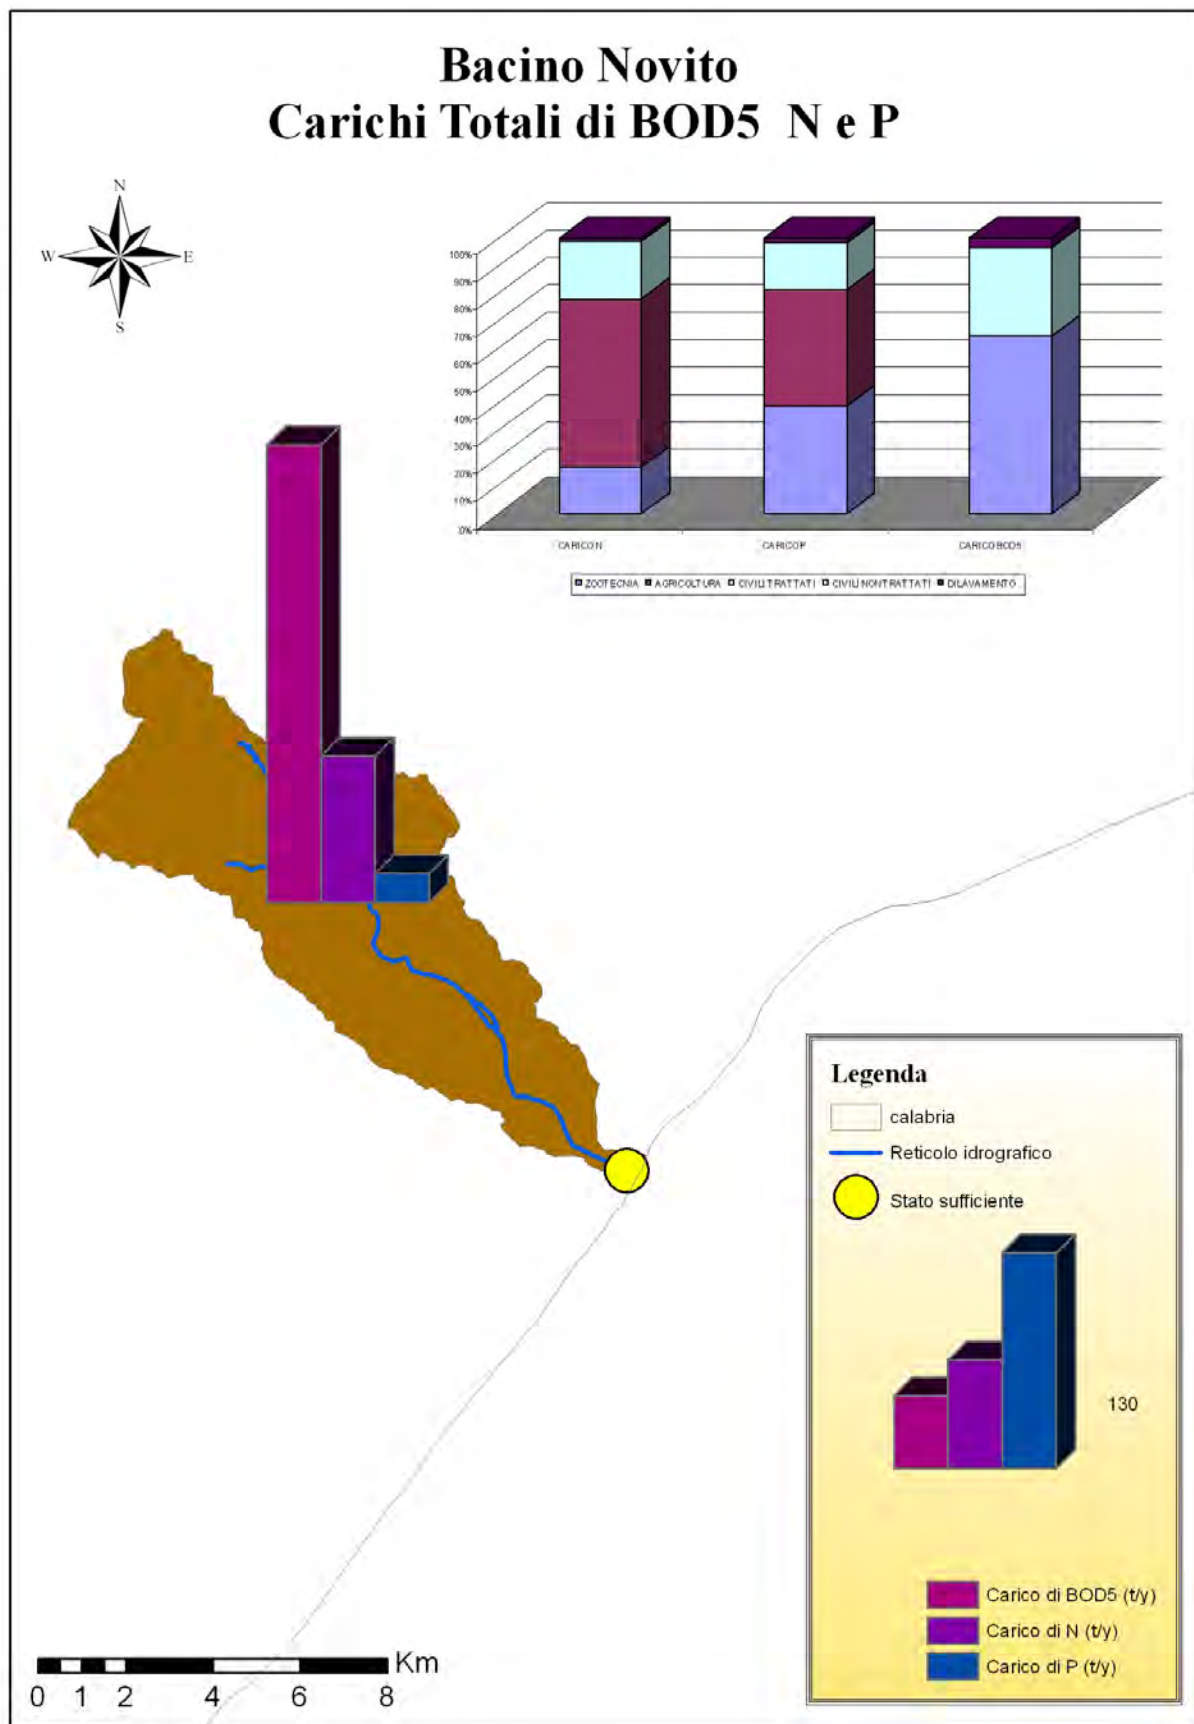 Bacino Novito
Carichi Totali di BOD5 N e P
N
W
E
S
100%
90%
80%
70%
60%
50%
40%
30%
20%
10%
0%
CARICO N
CARICO P
CARICO BOD5
ZOOTECNIA AGRICOLTURA CIVILI TRATTATI CIVILI NON TRATTATI DILAVAMENTO
Legenda
calabria
Reticolo idrografico
Stato sufficiente
130
Carico di BOD5 (t/y)
Carico di N (t/y)
Carico di P (t/y)
Km
0 1 2 4 6 8